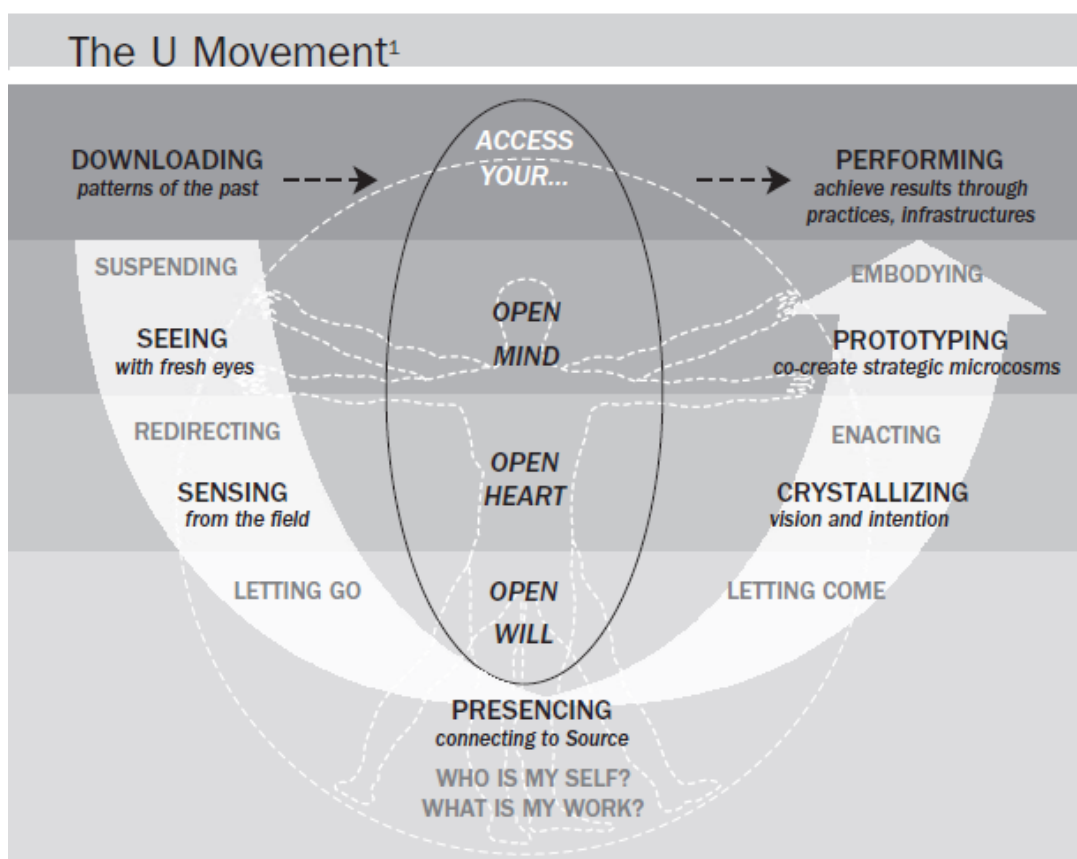 The U Movement¹
ACCESS
YOUR...
DOWNLOADING
patterns of the past
PERFORMING
achieve results through
practices, infrastructures
SUSPENDING
EMBODYING
OPEN
MIND
SEEING
with fresh eyes
PROTOTYPING
co-create strategic microcosms
REDIRECTING
ENACTING
OPEN
HEART
SENSING
from the field
CRYSTALLIZING
vision and intention
LETTING GO
OPEN
WILL
LETTING COME
PRESENCING
connecting to Source
WHO IS MY SELF?
WHAT IS MY WORK?